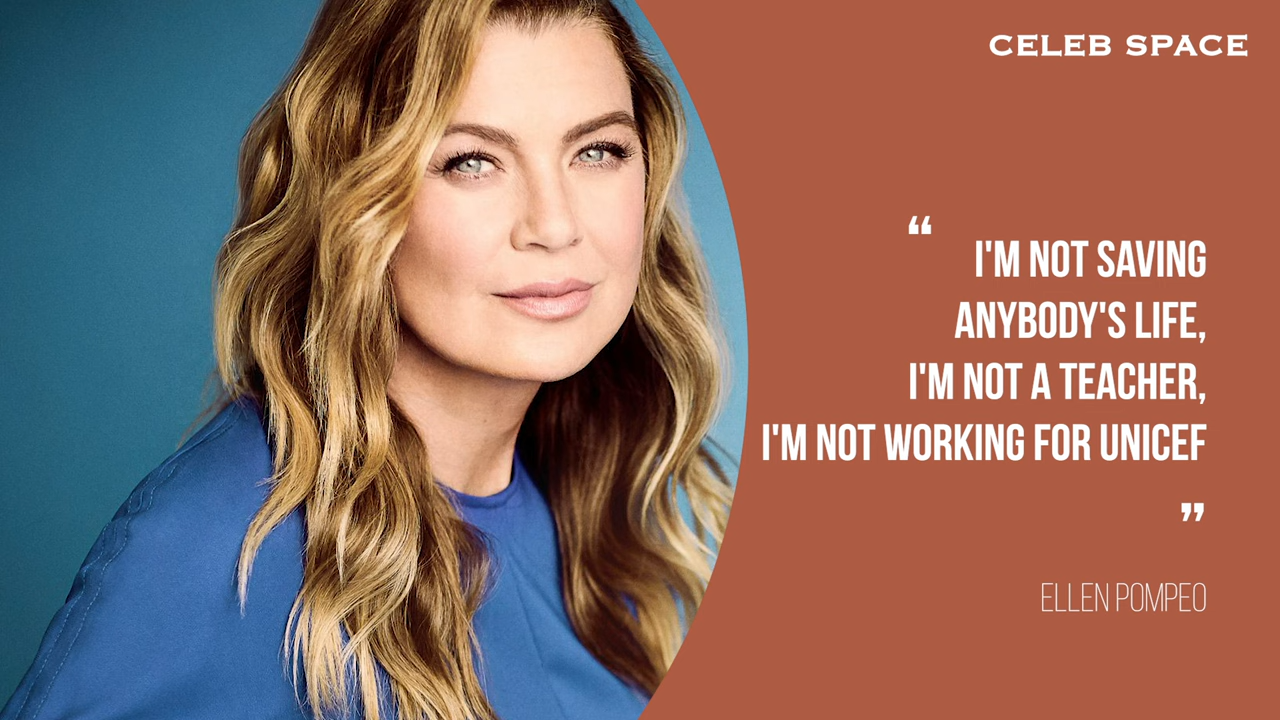 CELEB SPACE
“ I'M NOT SAVING
ANYBODY'S LIFE,
I'M NOT A TEACHER,
I'M NOT WORKING FOR UNICEF
”
ELLEN POMPEO